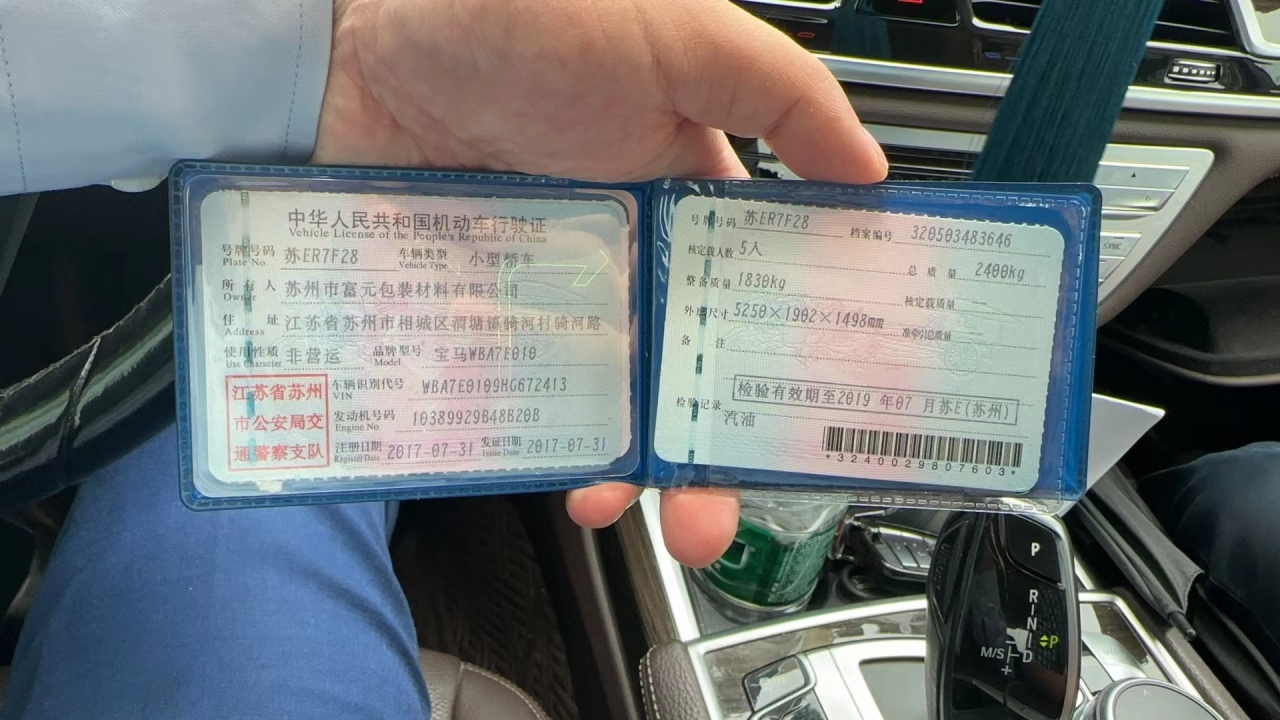 中华人民共和国机动车行驶证
Vehicle License of the People's Republic of China
号牌号码 苏ER7F28 车辆类型 小型轿车
Plate No. Vehicle Type
所有人 苏州市富元包装材料有限公司
Owner
住址 江苏省苏州市相城区渭塘镇骑河村骑河路
Address
使用性质 非营运 品牌型号 宝马WBA7E010
Use Character Model
江苏省苏州
市公安局交
通警察支队
车辆识别代号 WBA7E0109HG672413
VIN
发动机号码 10389929B48B20B
Engine No.
注册日期 2017-07-31 发证日期 2017-07-31
Register Date Issue Date
号牌号码 苏ER7F28 档案编号 320503483646
核定载人数 5人 总质量 2400kg
整备质量 1830kg 核定载质量 --
外廓尺寸 5250×1902×1498 准牵引总质量 --
备注
检验有效期至2019年07月苏E(苏州)
检验记录
汽油
*3240029807603*
SYNC
P
R
N
D
M/S
+
P